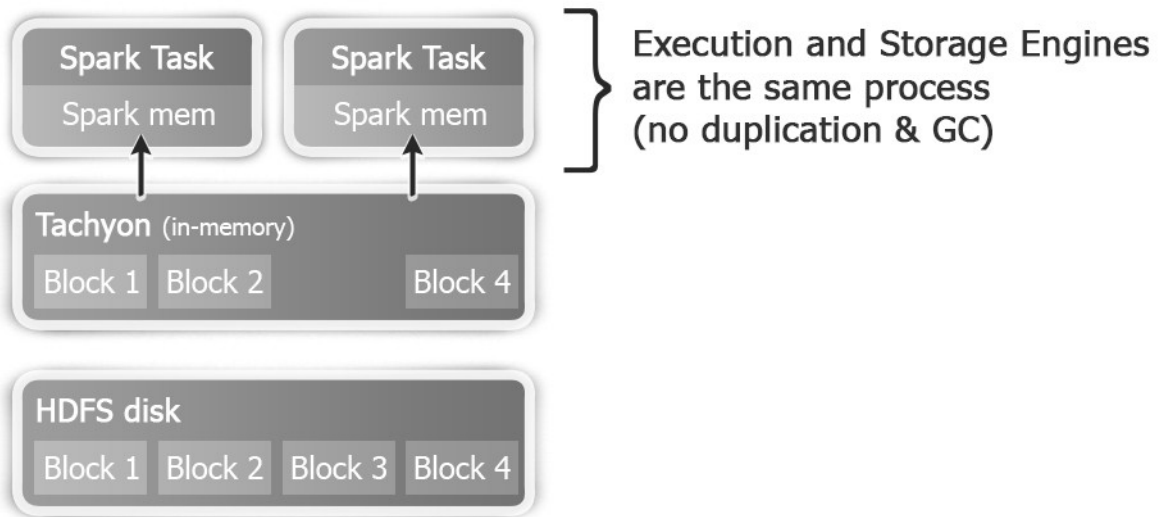 Spark Task
Spark mem
Spark Task
Spark mem
Execution and Storage Engines
are the same process
(no duplication & GC)
Tachyon (in-memory)
Block 1 Block 2 Block 4
HDFS disk
Block 1 Block 2 Block 3 Block 4